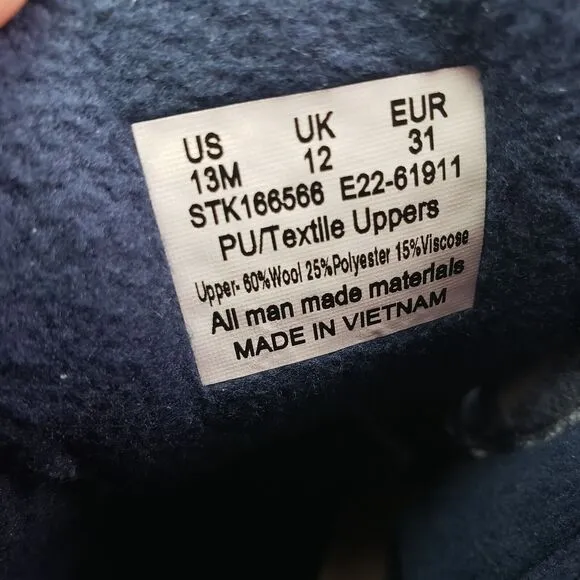 US UK EUR
13M 12 31
STK166566 E22-61911
PU/Textile Uppers
Upper- 60%Wool 25%Polyester 15%Viscose
All man made materials
MADE IN VIETNAM